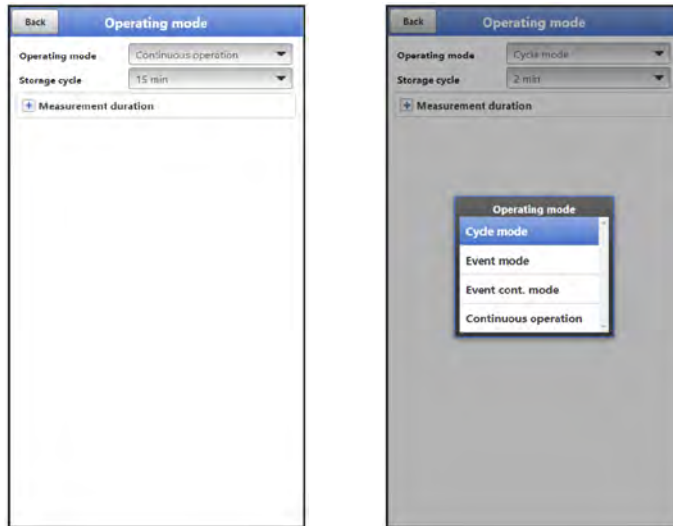 Back
Operating mode
Operating mode
Continuous operation
Storage cycle
15 min
+ Measurement duration
Back
Operating mode
Operating mode
Cycle mode
Storage cycle
2 min
+ Measurement duration
Operating mode
Cycle mode
Event mode
Event cont. mode
Continuous operation